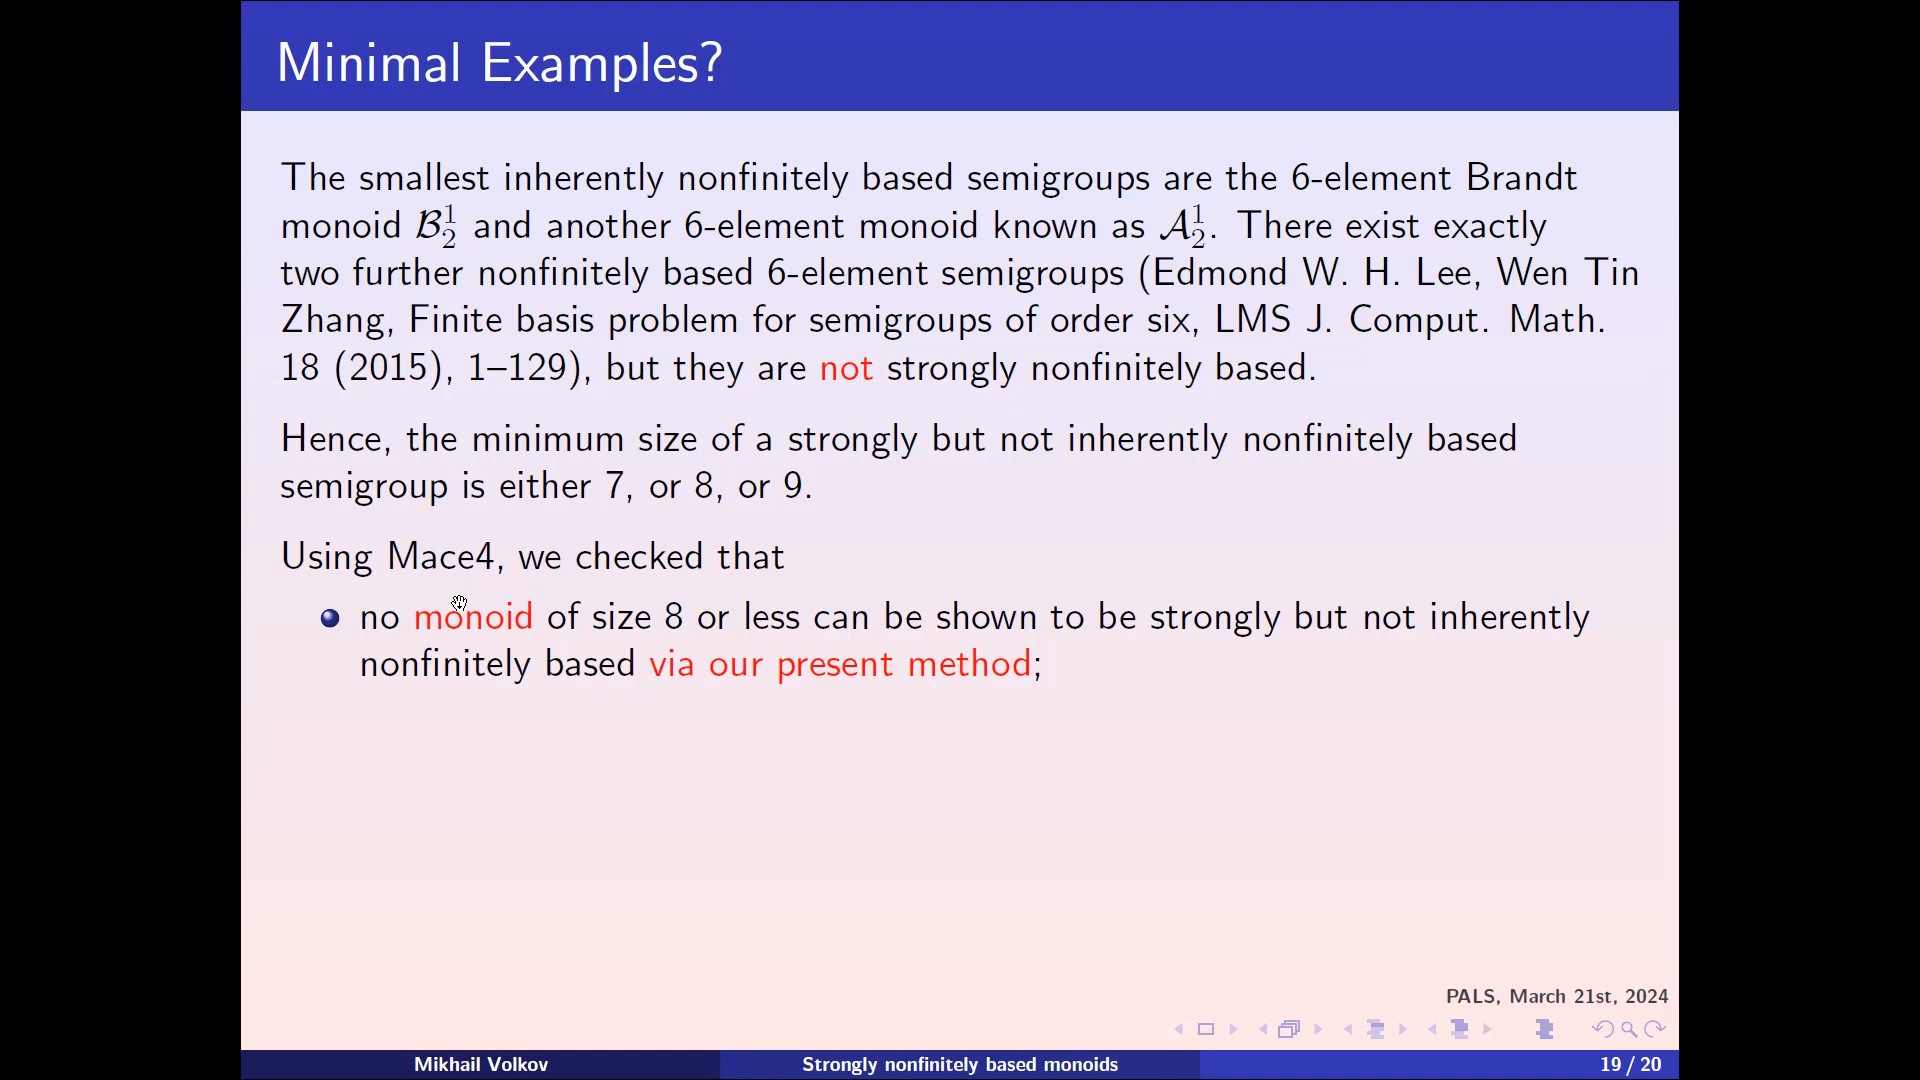 Minimal Examples?
The smallest inherently nonfinitely based semigroups are the 6-element Brandt
monoid ℬ₂¹ and another 6-element monoid known as 𝒜₂¹. There exist exactly
two further nonfinitely based 6-element semigroups (Edmond W. H. Lee, Wen Tin
Zhang, Finite basis problem for semigroups of order six, LMS J. Comput. Math.
18 (2015), 1–129), but they are not strongly nonfinitely based.
Hence, the minimum size of a strongly but not inherently nonfinitely based
semigroup is either 7, or 8, or 9.
Using Mace4, we checked that
no monoid of size 8 or less can be shown to be strongly but not inherently
nonfinitely based via our present method;
PALS, March 21st, 2024
Mikhail Volkov
Strongly nonfinitely based monoids
19 / 20